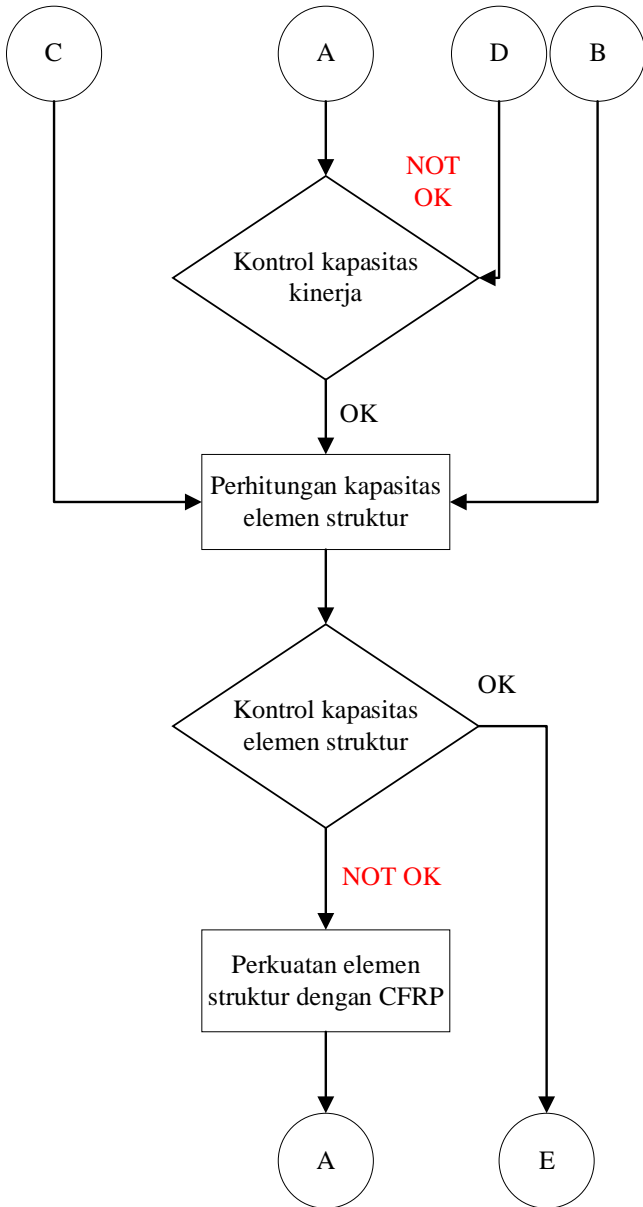 C
A
D
B
NOT
OK
Kontrol kapasitas
kinerja
OK
Perhitungan kapasitas
elemen struktur
OK
Kontrol kapasitas
elemen struktur
NOT OK
Perkuatan elemen
struktur dengan CFRP
A
E